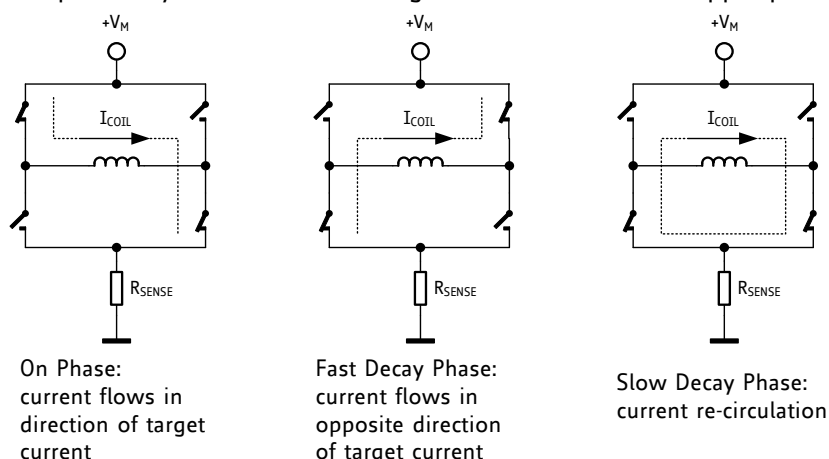 +VM
+VM
+VM
ICOIL
ICOIL
ICOIL
RSENSE
RSENSE
RSENSE
On Phase:
current flows in
direction of target
current
Fast Decay Phase:
current flows in
opposite direction
of target current
Slow Decay Phase:
current re-circulation